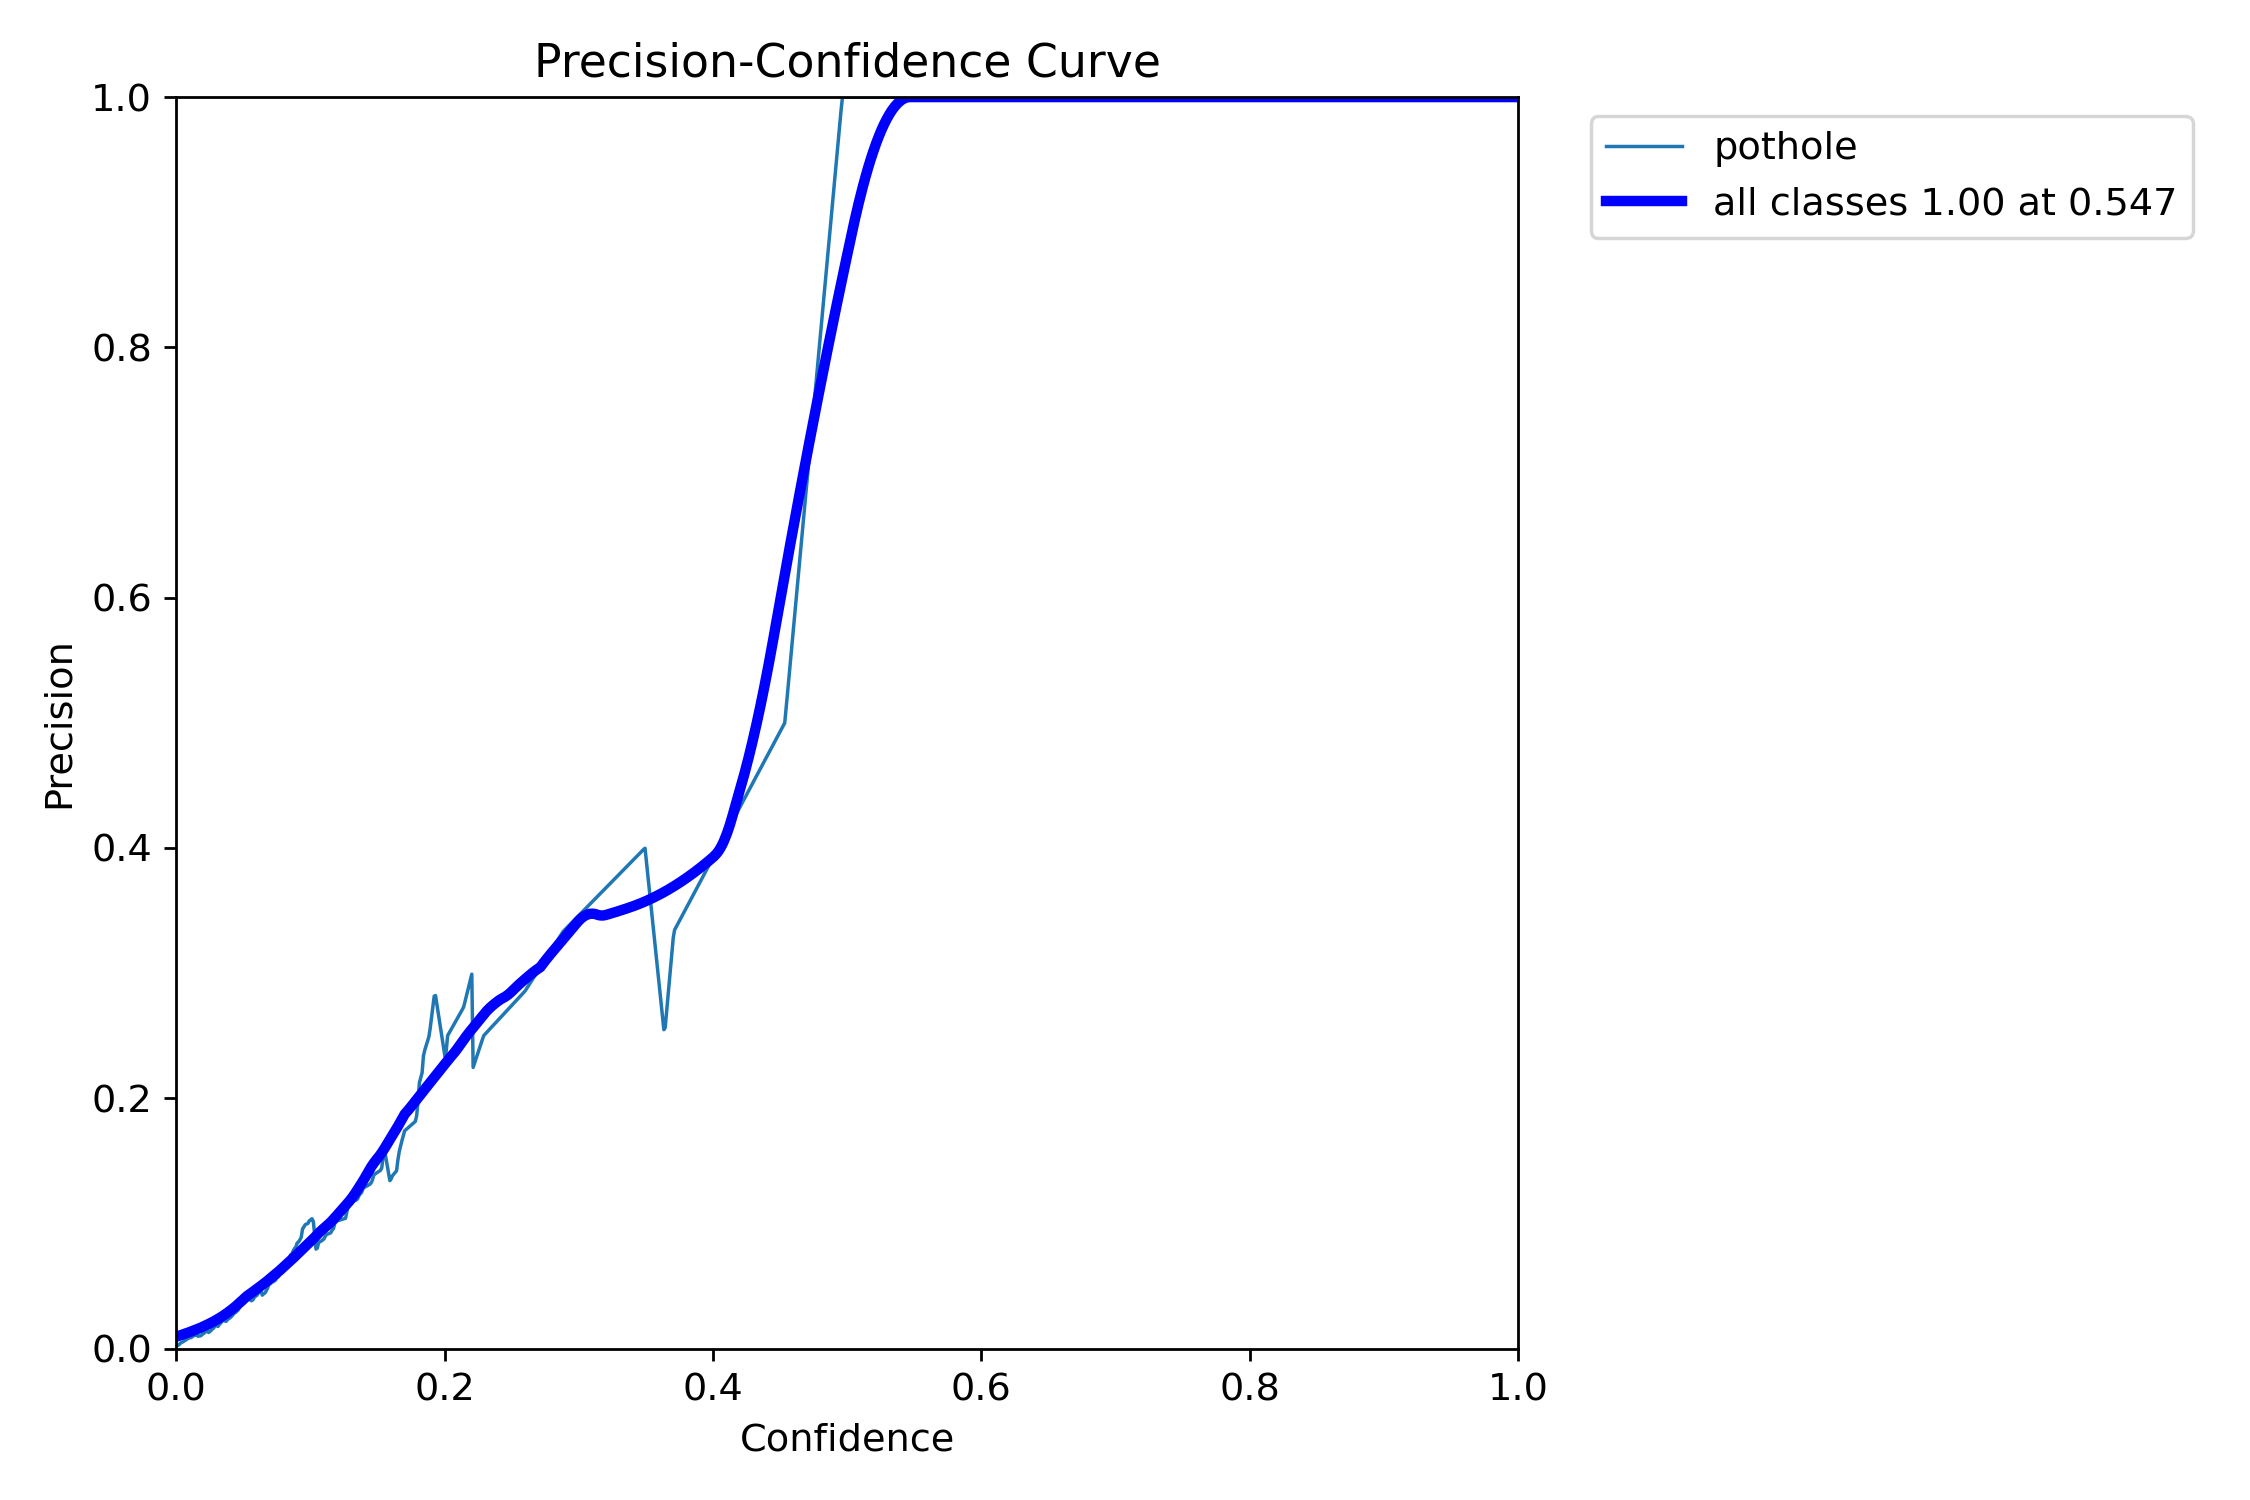 Precision-Confidence Curve
1.0
0.8
0.6
0.4
0.2
0.0
Precision
0.0 0.2 0.4 0.6 0.8 1.0
Confidence
pothole
all classes 1.00 at 0.547